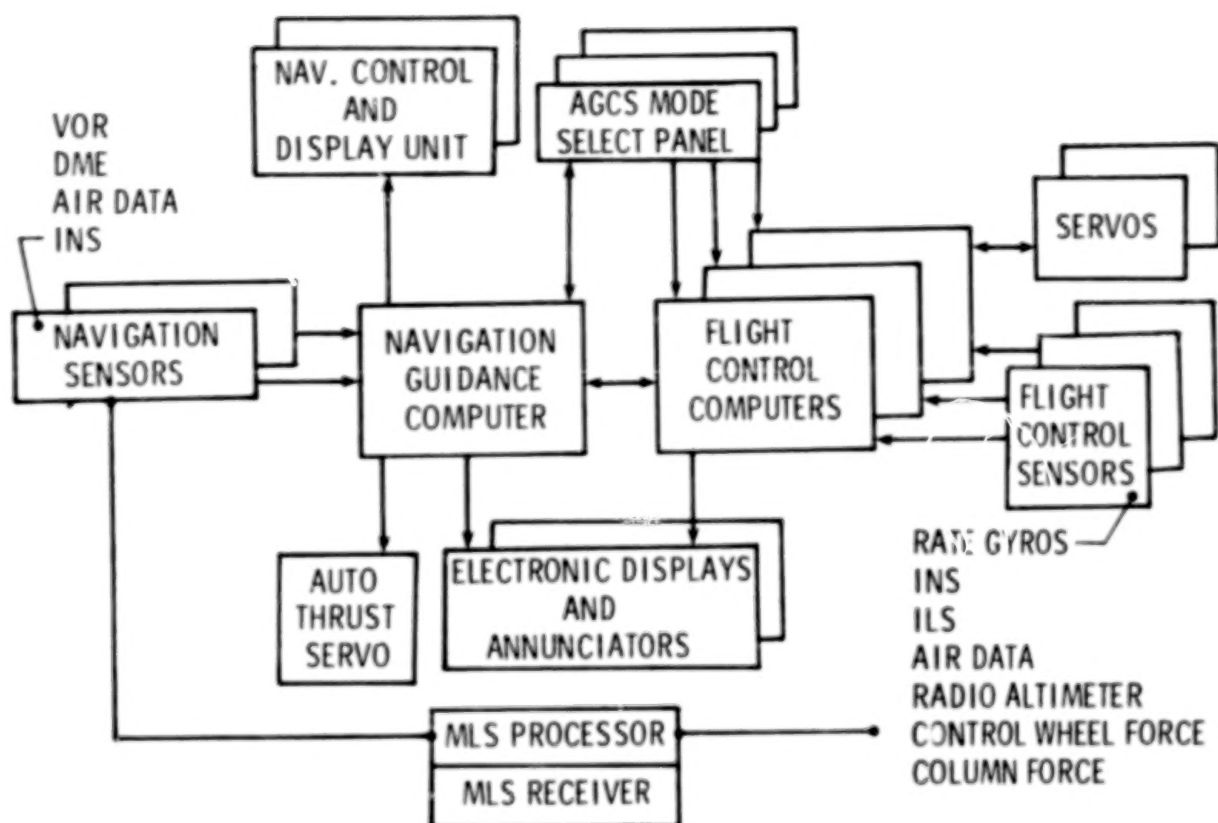 NAV. CONTROL
AND
DISPLAY UNIT
AGCS MODE
SELECT PANEL
VOR
DME
AIR DATA
INS
SERVOS
NAVIGATION
SENSORS
NAVIGATION
GUIDANCE
COMPUTER
FLIGHT
CONTROL
COMPUTERS
FLIGHT
CONTROL
SENSORS
AUTO
THRUST
SERVO
ELECTRONIC DISPLAYS
AND
ANNUNCIATORS
RATE GYROS
INS
ILS
AIR DATA
RADIO ALTIMETER
CONTROL WHEEL FORCE
COLUMN FORCE
MLS PROCESSOR
MLS RECEIVER